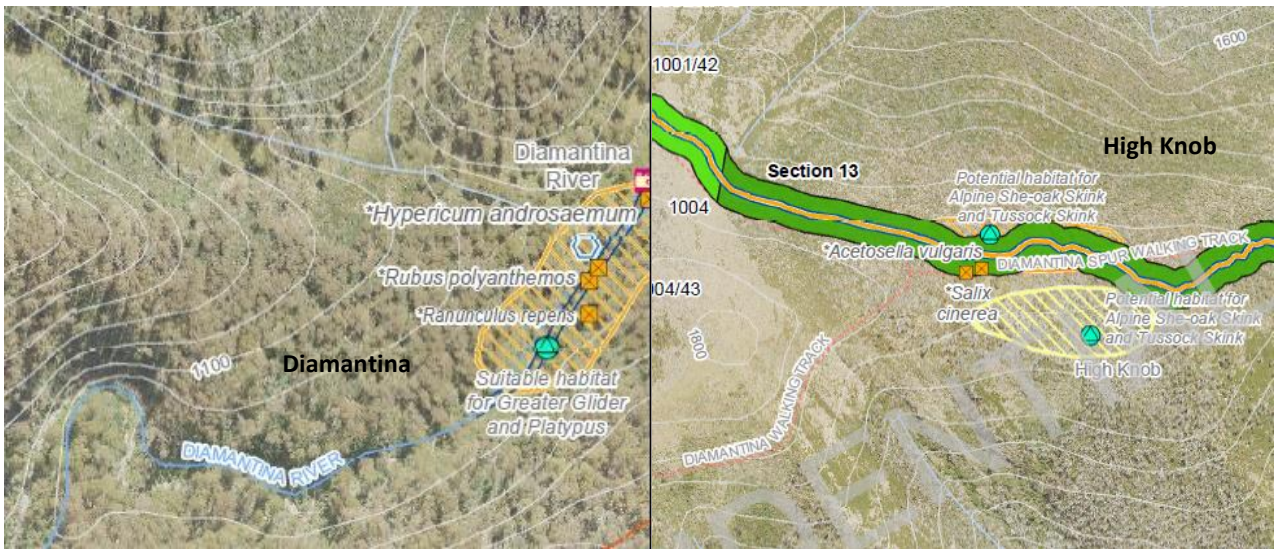 Diamantina
River
*Hypericum androsaemum
*Rubus polyanthemos
*Ranunculus repens
Diamantina
1100
Suitable habitat
for Greater Glider
and Platypus
DIAMANTINA RIVER
1001/42
1600
High Knob
Section 13
Potential habitat for
Alpine She-oak Skink
and Tussock Skink
1004
*Acetosella vulgaris
DIAMANTINA SPUR WALKING TRACK
04/43
*Salix
cinerea
Potential habitat for
Alpine She-oak Skink
and Tussock Skink
1800
High Knob
DIAMANTINA WALKING TRACK